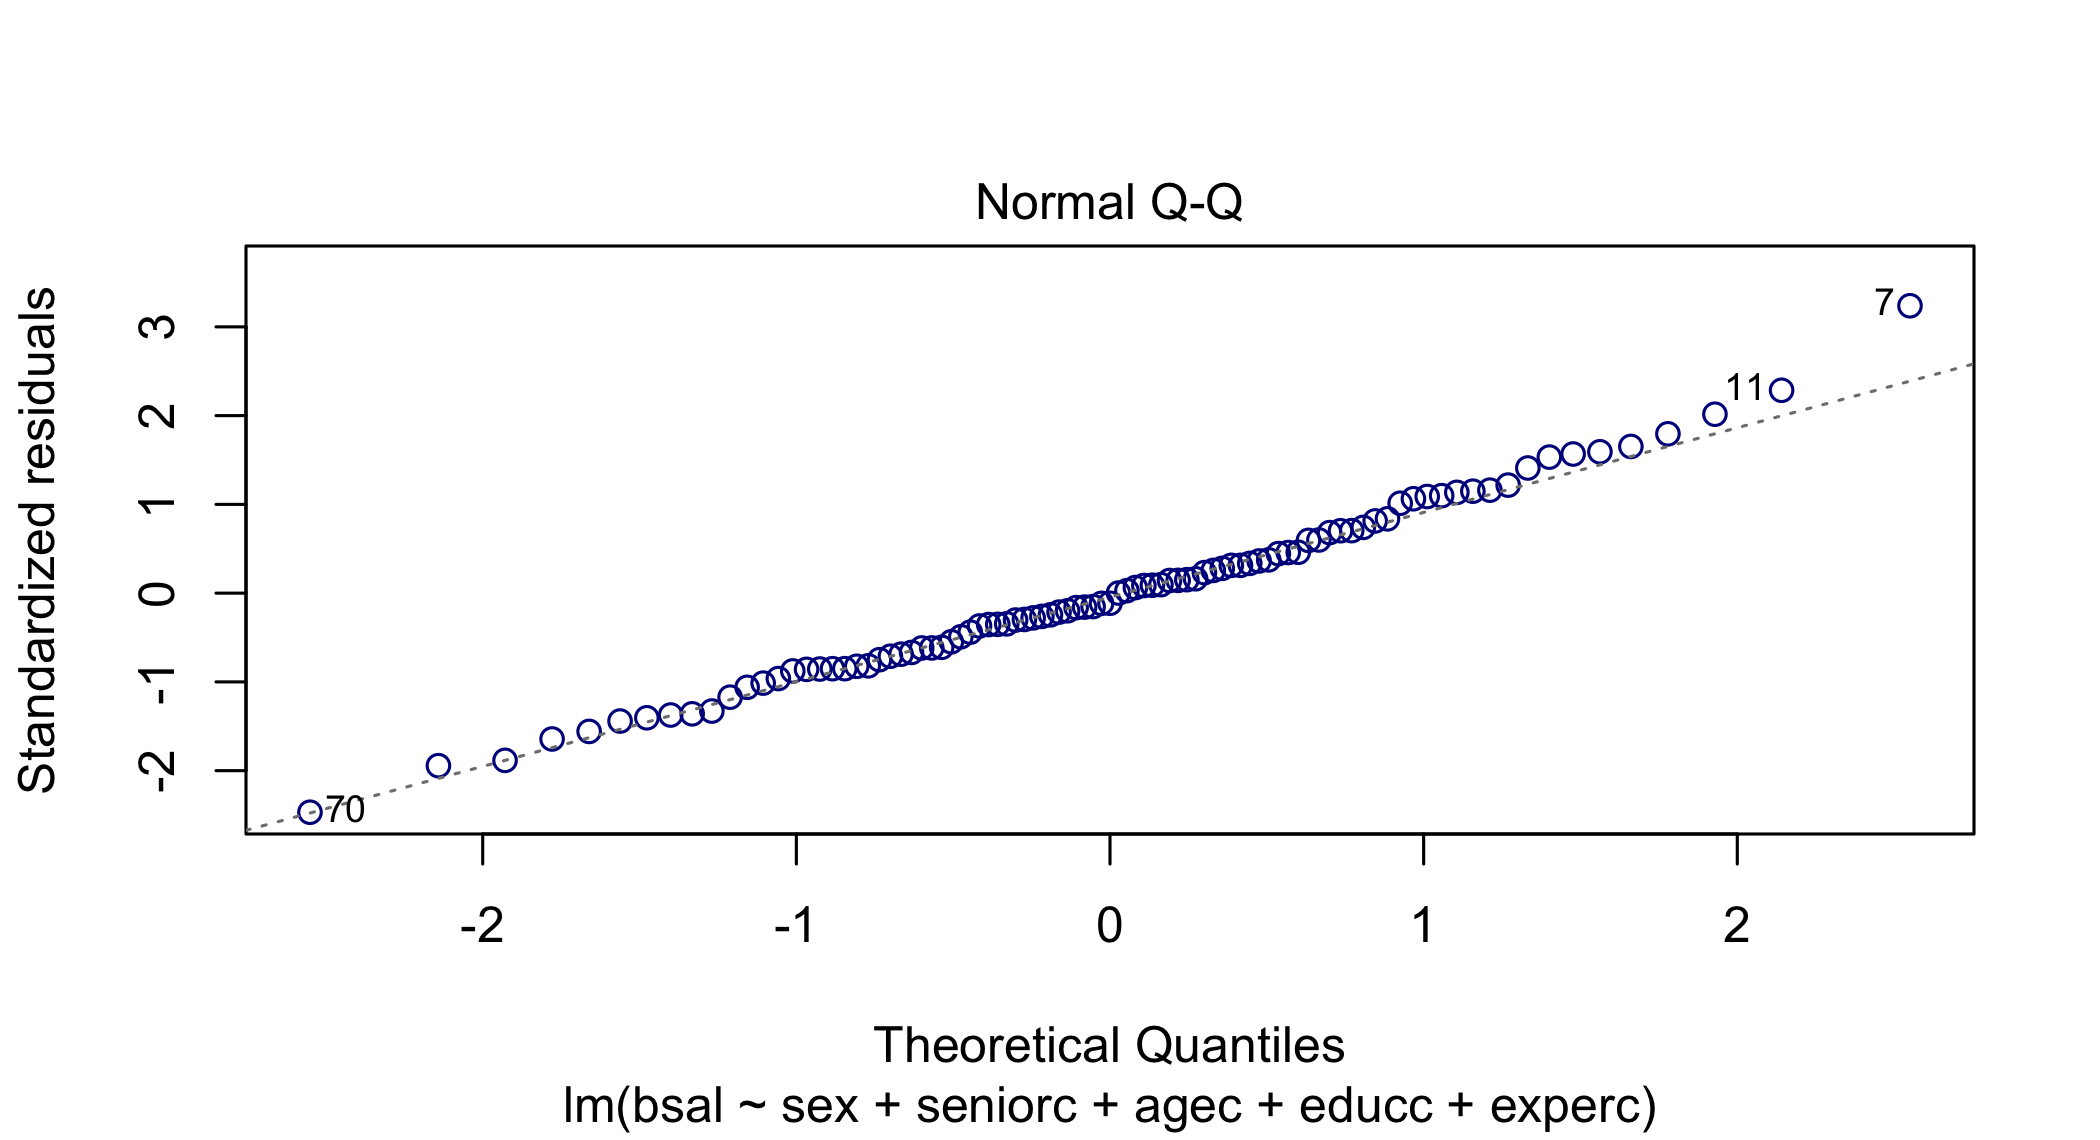 Normal Q-Q
Standardized residuals
3
2
1
0
-1
-2
7
11
70
-2 -1 0 1 2
Theoretical Quantiles
lm(bsal ~ sex + seniorc + agec + educc + experc)